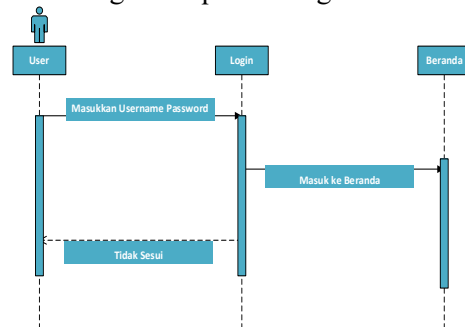 User
Login
Beranda
Masukkan Username Password
Masuk ke Beranda
Tidak Sesui